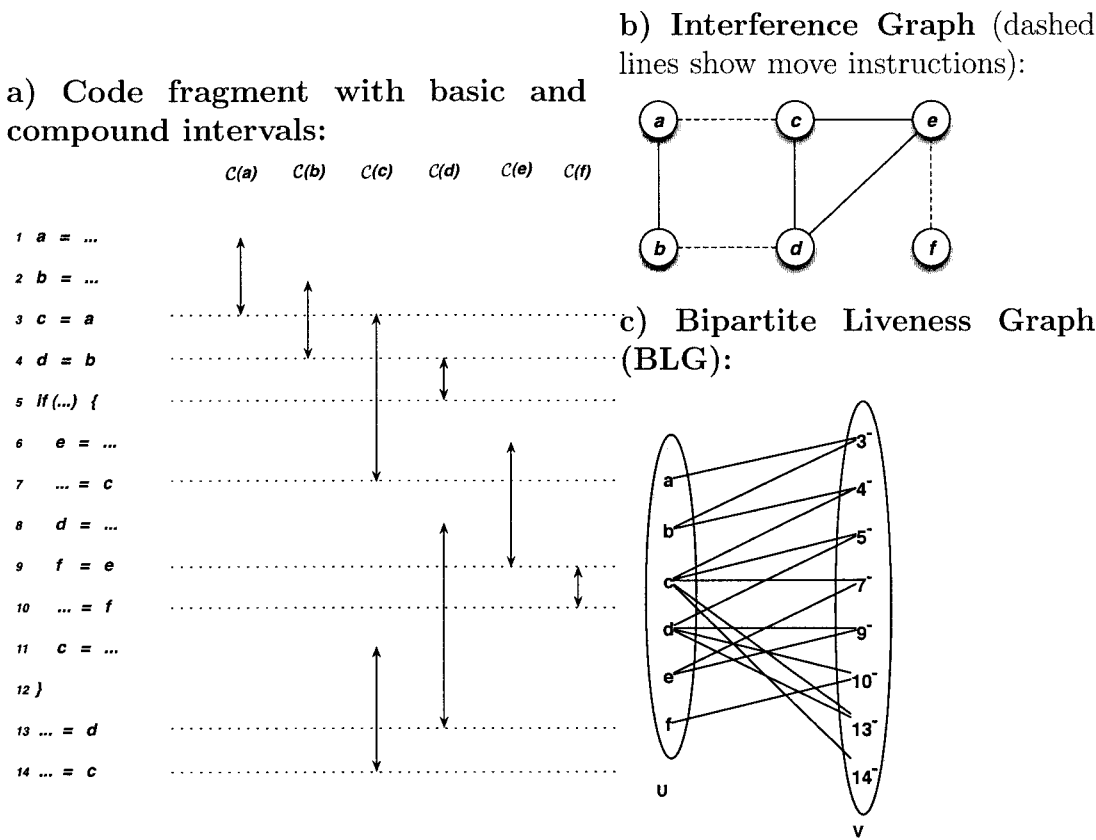 a) Code fragment with basic and
compound intervals:
C(a) C(b) C(c) C(d) C(e) C(f)
1 a = ...
2 b = ...
3 c = a
4 d = b
5 if (...) {
6 e = ...
7 ... = c
8 d = ...
9 f = e
10 ... = f
11 c = ...
12 }
13 ... = d
14 ... = c
b) Interference Graph (dashed
lines show move instructions):
a c e
b d f
c) Bipartite Liveness Graph
(BLG):
a
b
c
d
e
f
U
3⁻
4⁻
5⁻
7⁻
9⁻
10⁻
13⁻
14⁻
V